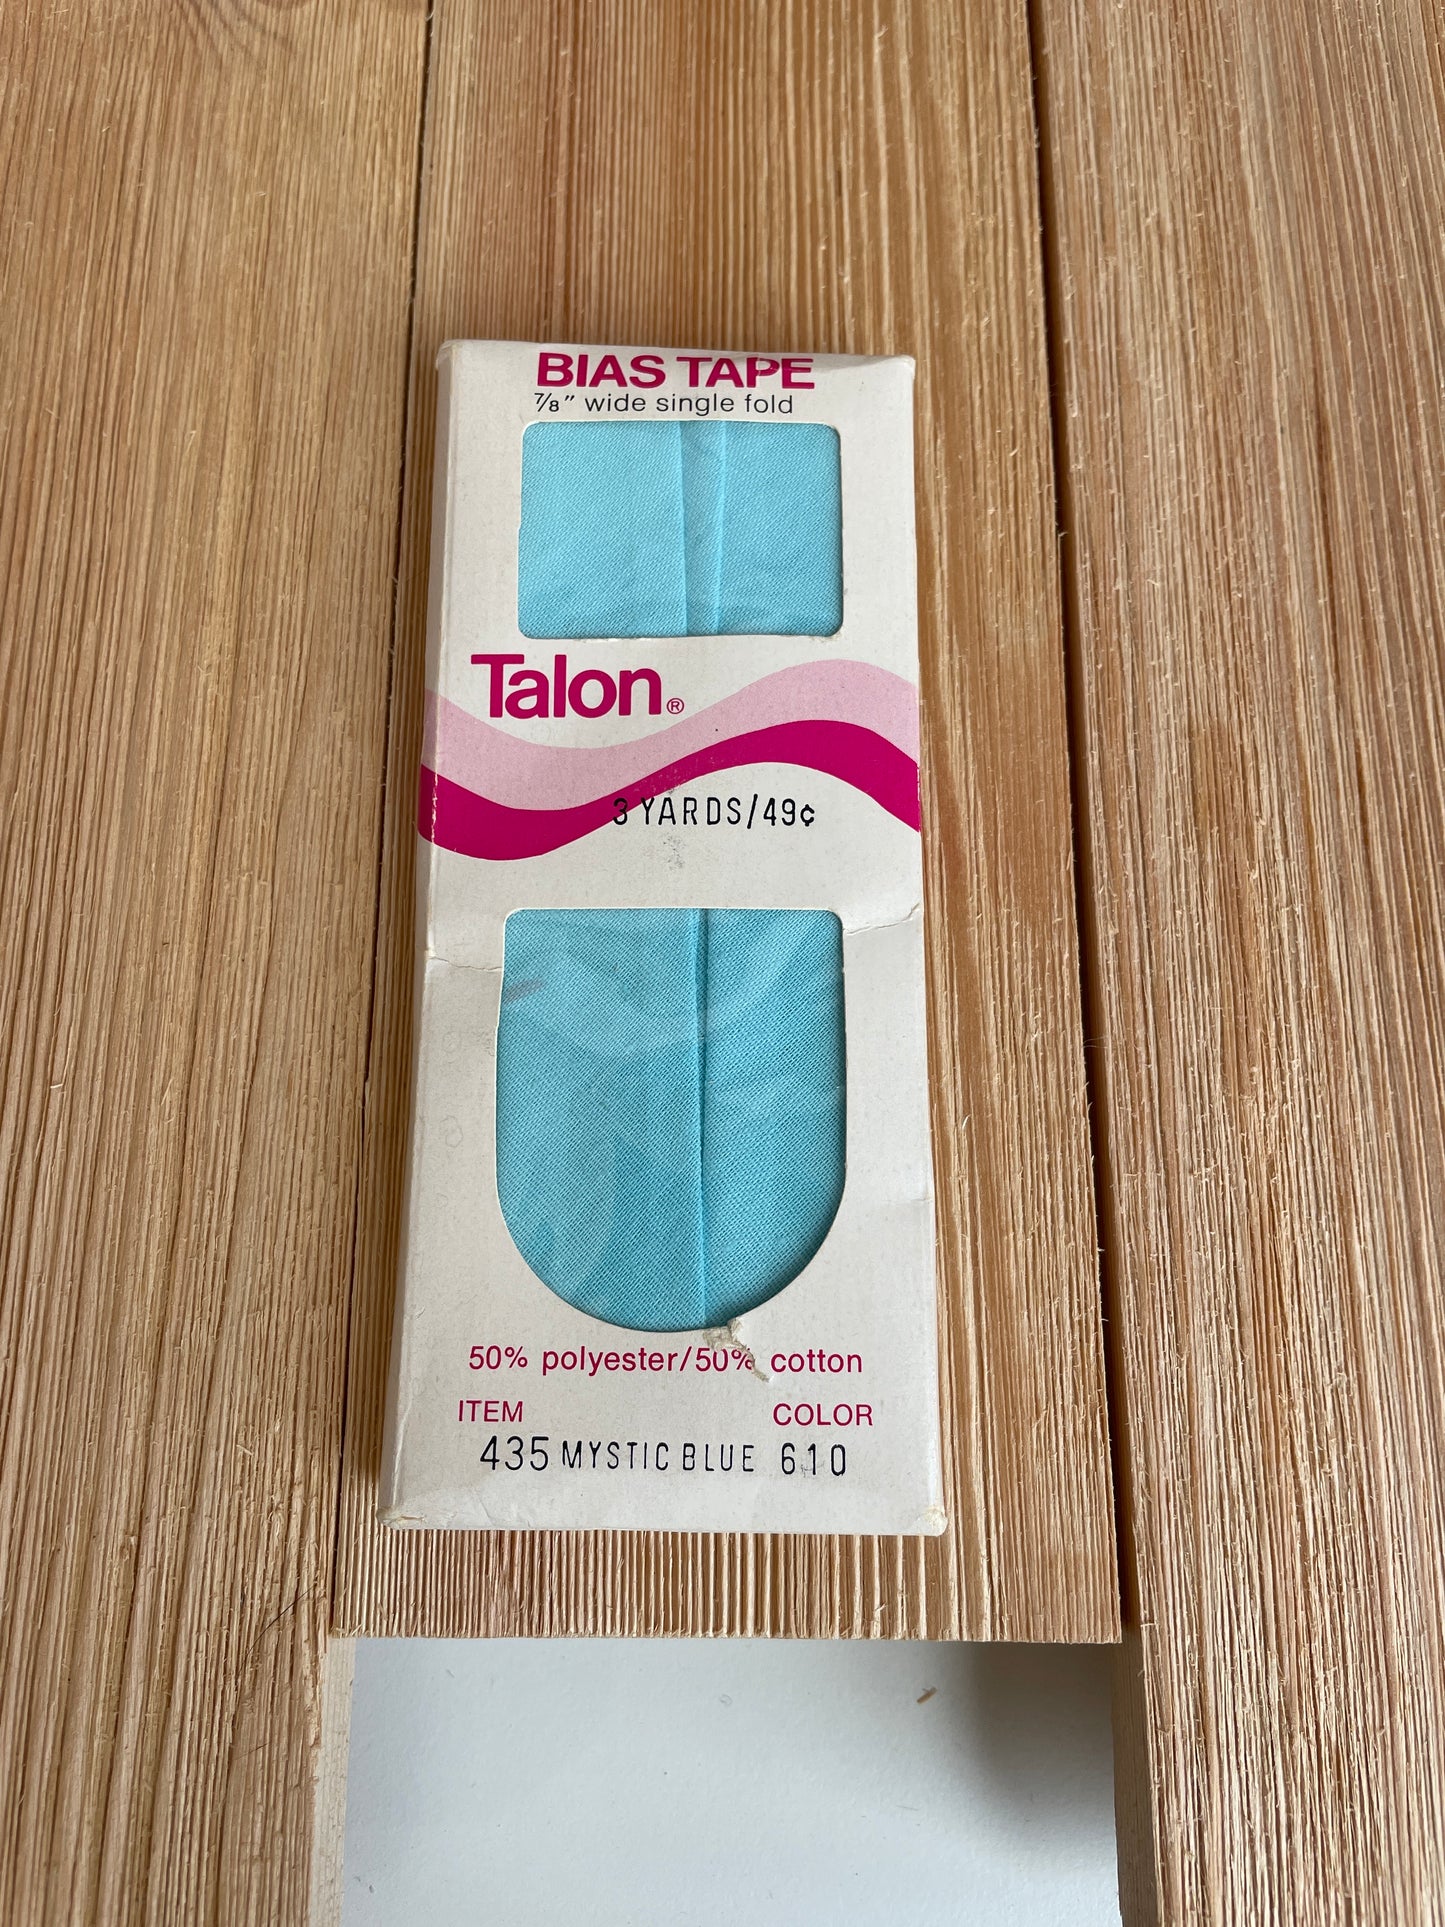 BIAS TAPE
7/8" wide single fold
Talon®
3 YARDS/49¢
50% polyester/50% cotton
ITEM COLOR
435 MYSTIC BLUE 610